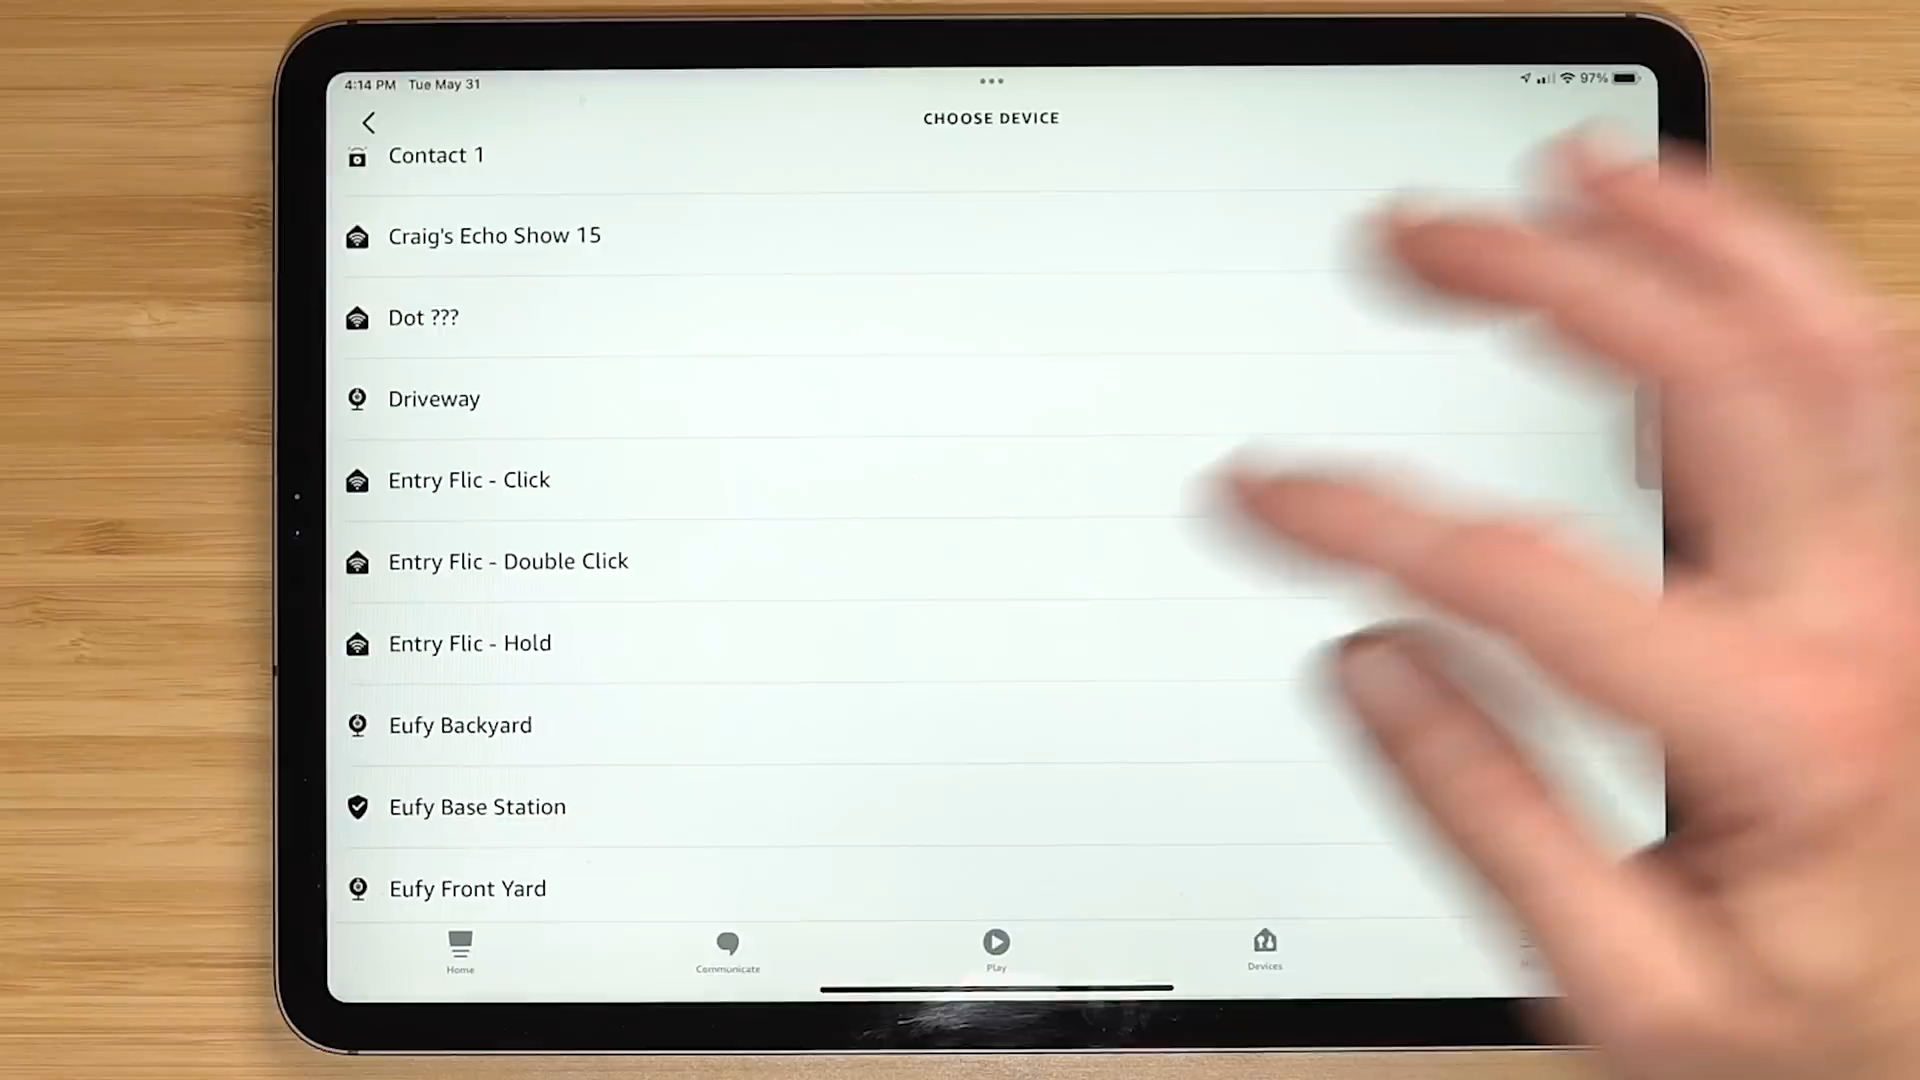 4:14 PM Tue May 31
97%
CHOOSE DEVICE
Contact 1
Craig's Echo Show 15
Dot ???
Driveway
Entry Flic - Click
Entry Flic - Double Click
Entry Flic - Hold
Eufy Backyard
Eufy Base Station
Eufy Front Yard
Home
Communicate
Play
Devices